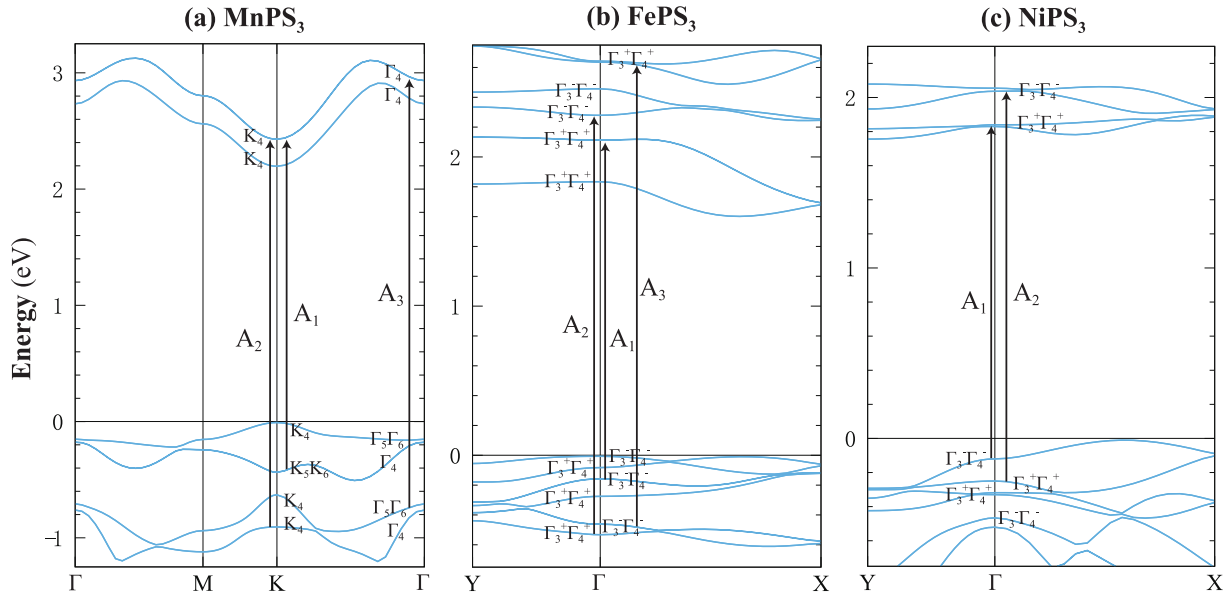 (a) MnPS₃
(b) FePS₃
(c) NiPS₃
Energy (eV)
3
2
1
0
-1
Γ₄
Γ₄
K₄
K₄
A₃
A₁
A₂
K₄
Γ₅Γ₆
Γ₄
K₅K₆
K₄
Γ₅Γ₆
K₄
Γ₄
Γ
M
K
Γ
2
1
0
Γ₃⁺Γ₄⁺
Γ₃⁻Γ₄⁻
Γ₃⁻Γ₄⁻
Γ₃⁺Γ₄⁺
Γ₃⁺Γ₄⁺
A₃
A₂
A₁
Γ₃⁻Γ₄⁻
Γ₃⁺Γ₄⁺
Γ₃⁻Γ₄⁻
Γ₃⁺Γ₄⁺
Γ₃⁻Γ₄⁻
Γ₃⁺Γ₄⁺
Y
Γ
X
2
1
0
Γ₃⁻Γ₄⁻
Γ₃⁺Γ₄⁺
A₁
A₂
Γ₃⁻Γ₄⁻
Γ₃⁺Γ₄⁺
Γ₃⁺Γ₄⁺
Γ₃⁻Γ₄⁻
Y
Γ
X